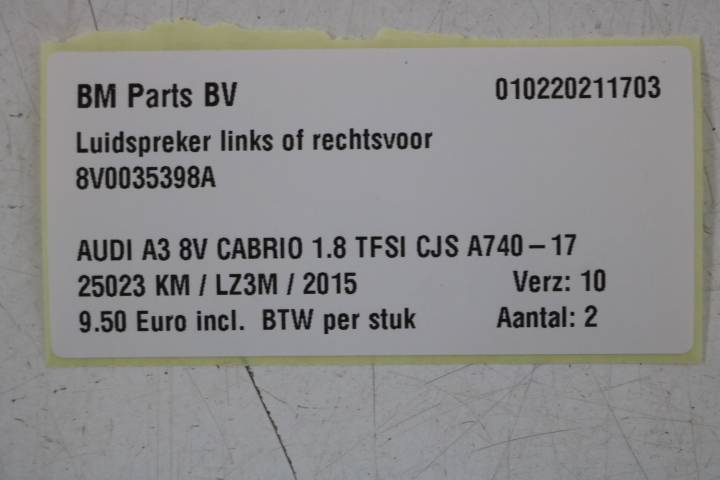 BM Parts BV 010220211703
Luidspreker links of rechtsvoor
8V0035398A
AUDI A3 8V CABRIO 1.8 TFSI CJS A740 – 17
25023 KM / LZ3M / 2015 Verz: 10
9.50 Euro incl. BTW per stuk Aantal: 2